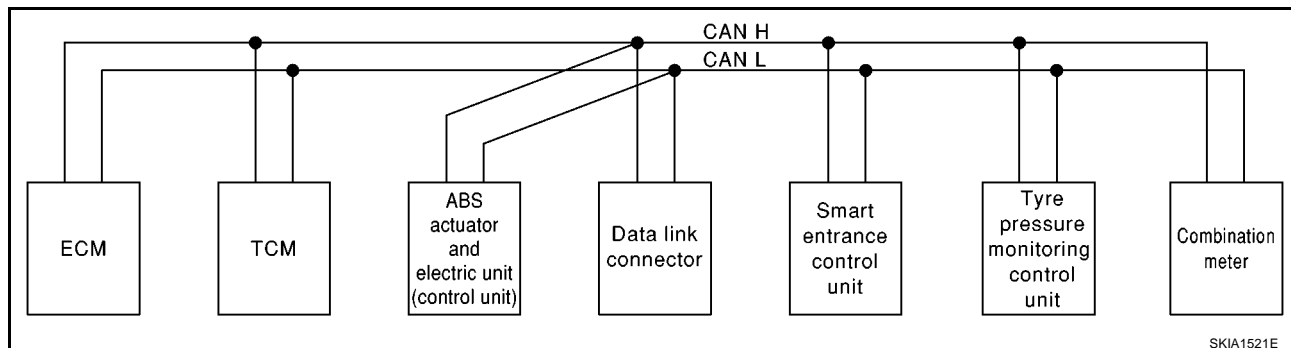 CAN H
CAN L
ECM
TCM
ABS
actuator
and
electric unit
(control unit)
Data link
connector
Smart
entrance
control
unit
Tyre
pressure
monitoring
control
unit
Combination
meter
SKIA1521E